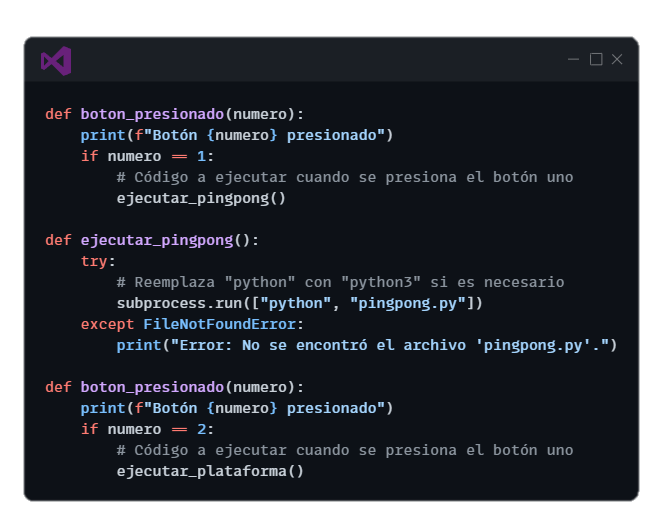 def boton_presionado(numero):
    print(f"Botón {numero} presionado")
    if numero == 1:
        # Código a ejecutar cuando se presiona el botón uno
        ejecutar_pingpong()

def ejecutar_pingpong():
    try:
        # Reemplaza "python" con "python3" si es necesario
        subprocess.run(["python", "pingpong.py"])
    except FileNotFoundError:
        print("Error: No se encontró el archivo 'pingpong.py'.")

def boton_presionado(numero):
    print(f"Botón {numero} presionado")
    if numero == 2:
        # Código a ejecutar cuando se presiona el botón uno
        ejecutar_plataforma()